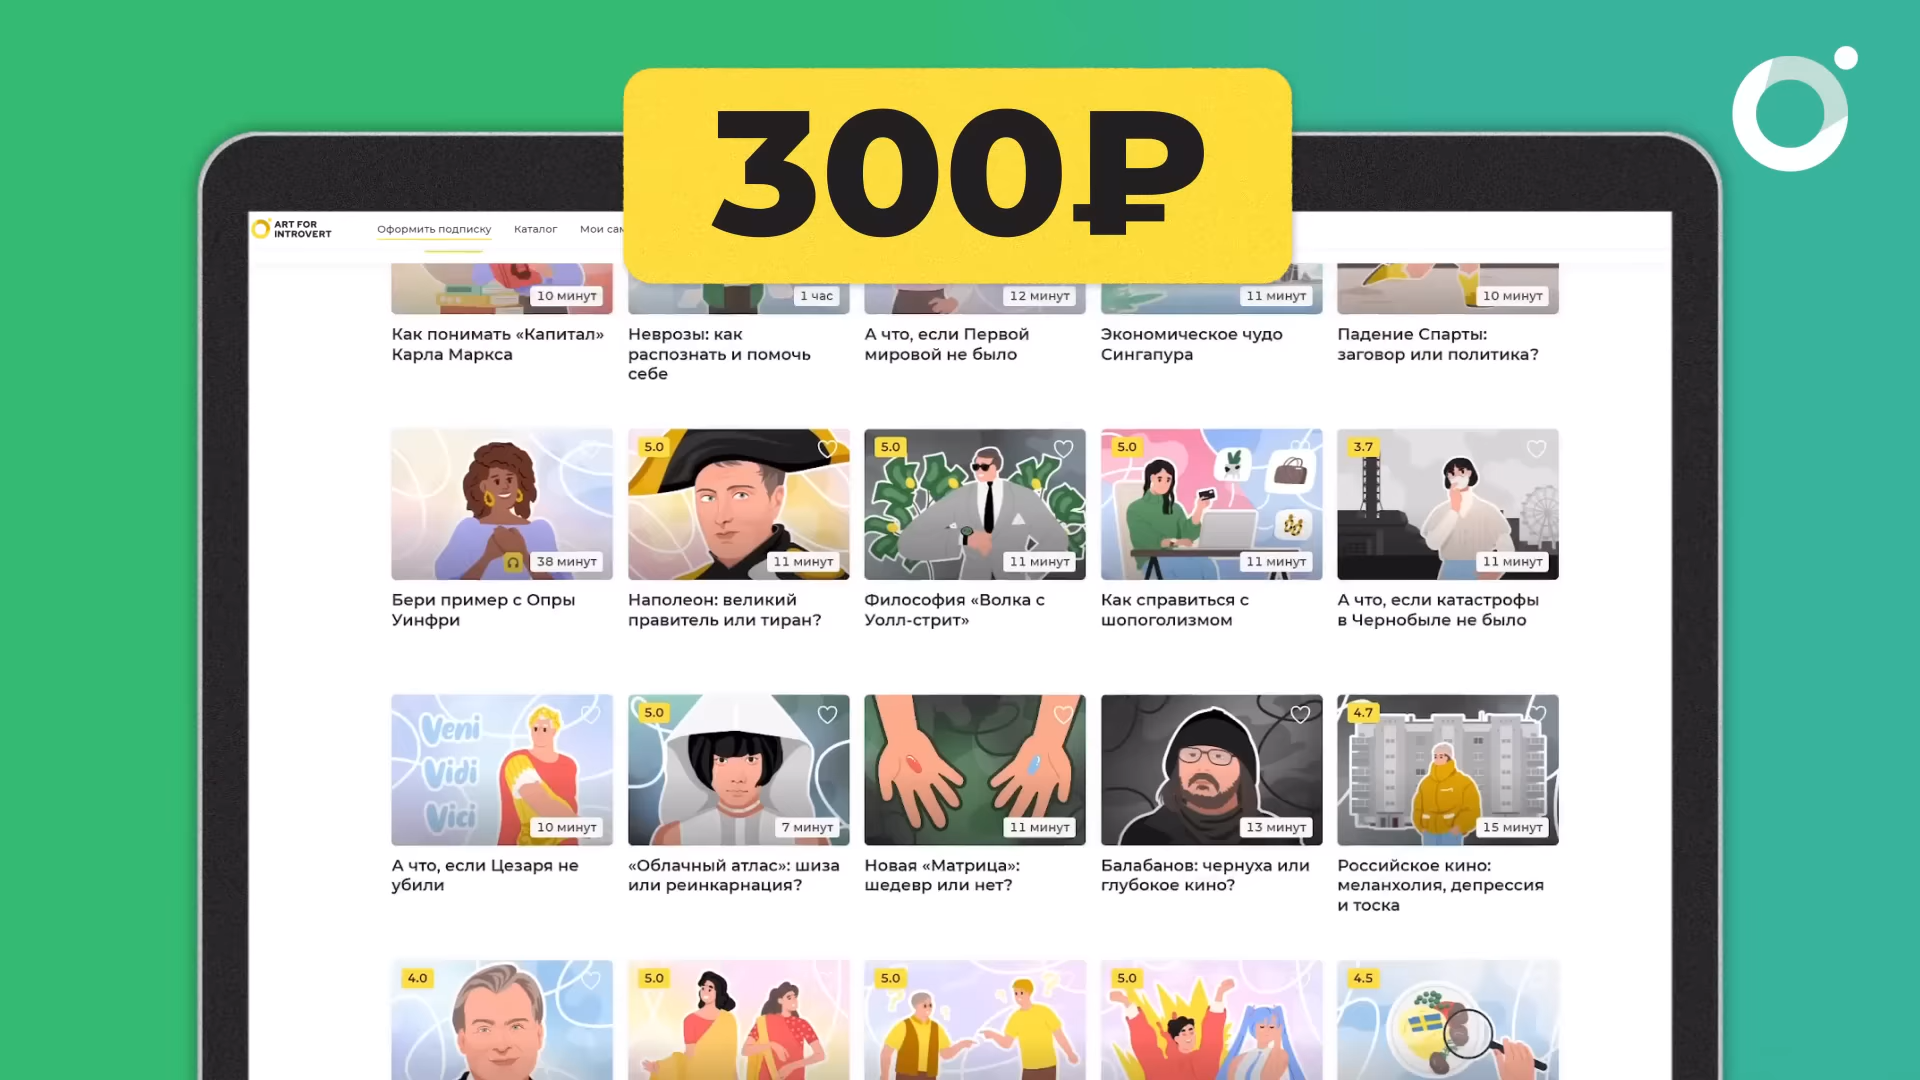 300₽
ART FOR
INTROVERT
Оформить подписку
Каталог
Мои
10 минут
1 час
12 минут
11 минут
10 минут
Как понимать «Капитал»
Карла Маркса
Неврозы: как
распознать и помочь
себе
А что, если Первой
мировой не было
Экономическое чудо
Сингапура
Падение Спарты:
заговор или политика?
38 минут
5.0
11 минут
5.0
11 минут
5.0
11 минут
3.7
11 минут
Бери пример с Опры
Уинфри
Наполеон: великий
правитель или тиран?
Философия «Волка с
Уолл-стрит»
Как справиться с
шопоголизмом
А что, если катастрофы
в Чернобыле не было
Veni
Vidi
Vici
10 минут
5.0
7 минут
11 минут
13 минут
4.7
15 минут
А что, если Цезаря не
убили
«Облачный атлас»: шиза
или реинкарнация?
Новая «Матрица»:
шедевр или нет?
Балабанов: чернуха или
глубокое кино?
Российское кино:
меланхолия, депрессия
и тоска
4.0
5.0
5.0
5.0
4.5